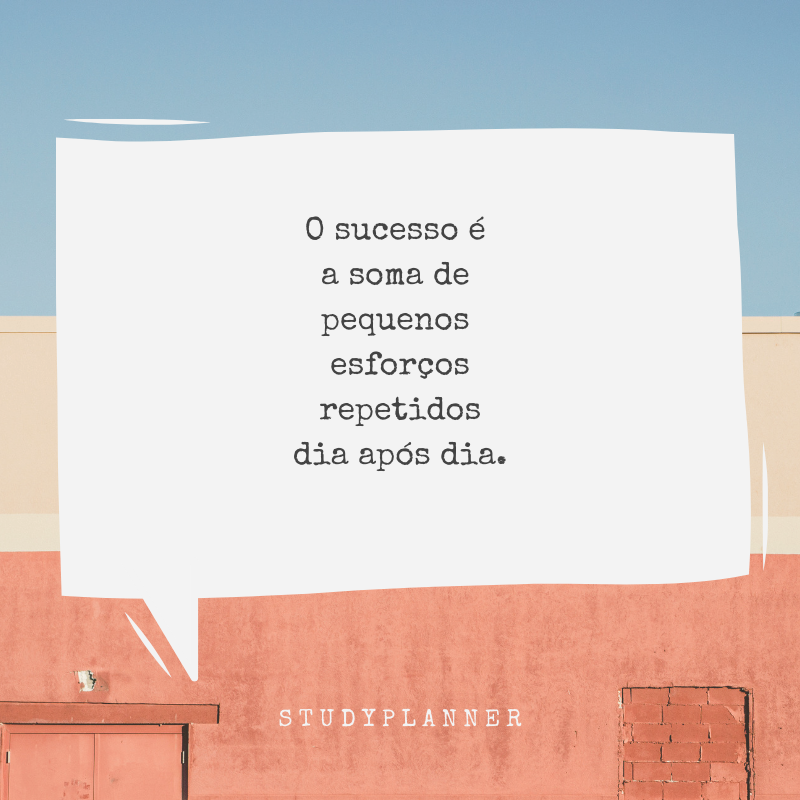 O sucesso é
a soma de
pequenos
esforços
repetidos
dia após dia.
STUDYPLANNER